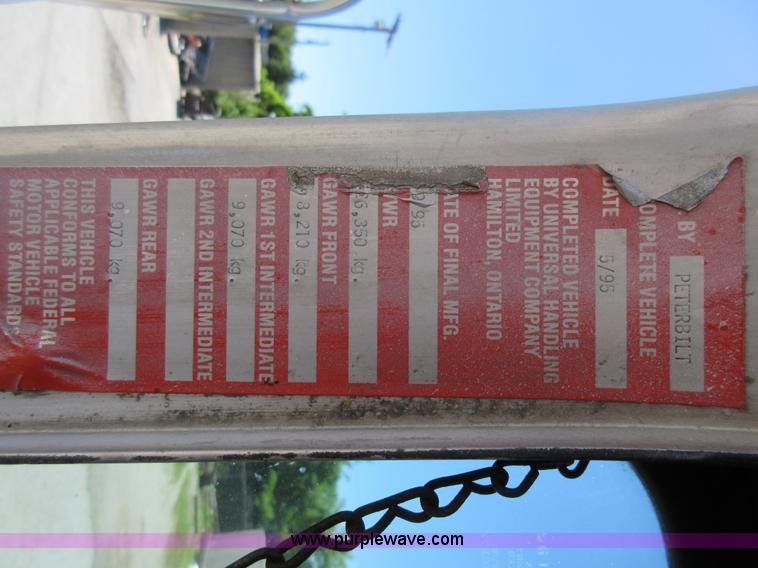 BY PETERBILT
COMPLETE VEHICLE
DATE 5/95
COMPLETED VEHICLE
BY UNIVERSAL HANDLING
EQUIPMENT COMPANY
LIMITED
HAMILTON, ONTARIO
DATE OF FINAL MFG.
/95
WR
6,350 kg.
GAWR FRONT
8,210 kg.
GAWR 1ST INTERMEDIATE
9,070 kg.
GAWR 2ND INTERMEDIATE
GAWR REAR
9,070 kg.
THIS VEHICLE
CONFORMS TO ALL
APPLICABLE FEDERAL
MOTOR VEHICLE
SAFETY STANDARDS
www.purplewave.com